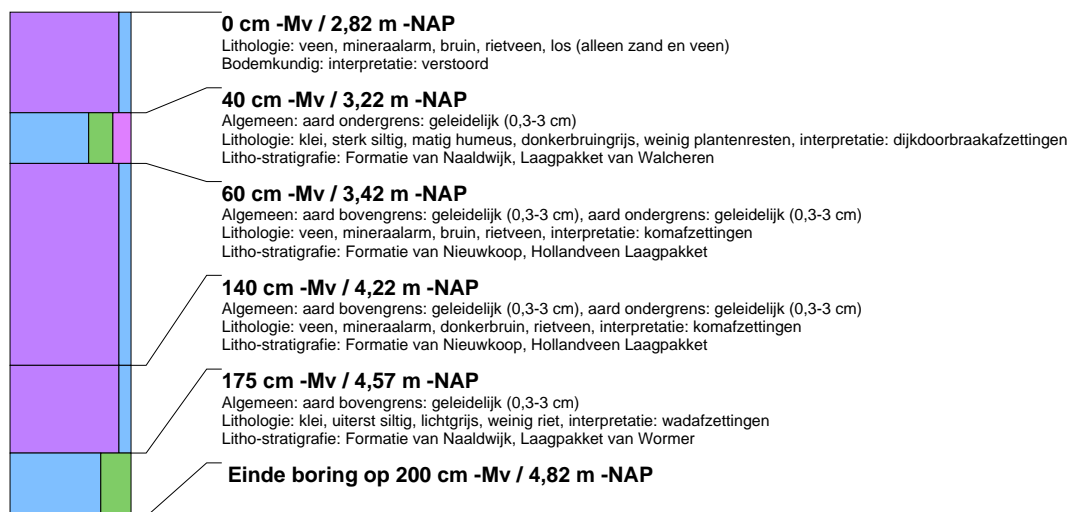 0 cm -Mv / 2,82 m -NAP
Lithologie: veen, mineraalarm, bruin, rietveen, los (alleen zand en veen)
Bodemkundig: interpretatie: verstoord
40 cm -Mv / 3,22 m -NAP
Algemeen: aard ondergrens: geleidelijk (0,3-3 cm)
Lithologie: klei, sterk siltig, matig humeus, donkerbruingrijs, weinig plantenresten, interpretatie: dijkdoorbraakafzettingen
Litho-stratigrafie: Formatie van Naaldwijk, Laagpakket van Walcheren
60 cm -Mv / 3,42 m -NAP
Algemeen: aard bovengrens: geleidelijk (0,3-3 cm), aard ondergrens: geleidelijk (0,3-3 cm)
Lithologie: veen, mineraalarm, bruin, rietveen, interpretatie: komafzettingen
Litho-stratigrafie: Formatie van Nieuwkoop, Hollandveen Laagpakket
140 cm -Mv / 4,22 m -NAP
Algemeen: aard bovengrens: geleidelijk (0,3-3 cm), aard ondergrens: geleidelijk (0,3-3 cm)
Lithologie: veen, mineraalarm, donkerbruin, rietveen, interpretatie: komafzettingen
Litho-stratigrafie: Formatie van Nieuwkoop, Hollandveen Laagpakket
175 cm -Mv / 4,57 m -NAP
Algemeen: aard bovengrens: geleidelijk (0,3-3 cm)
Lithologie: klei, uiterst siltig, lichtgrijs, weinig riet, interpretatie: wadafzettingen
Litho-stratigrafie: Formatie van Naaldwijk, Laagpakket van Wormer
Einde boring op 200 cm -Mv / 4,82 m -NAP